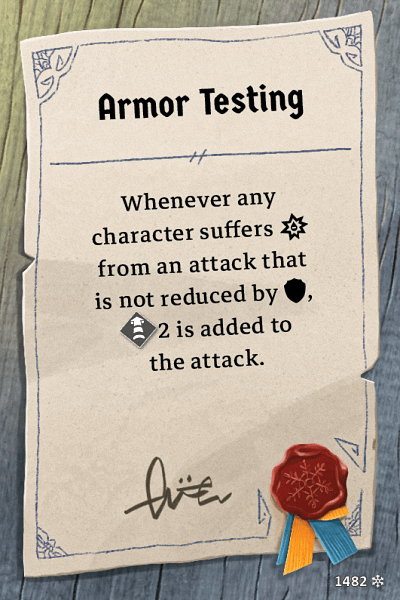 Armor Testing
Whenever any
character suffers
from an attack that
is not reduced by ,
2 is added to
the attack.
1482